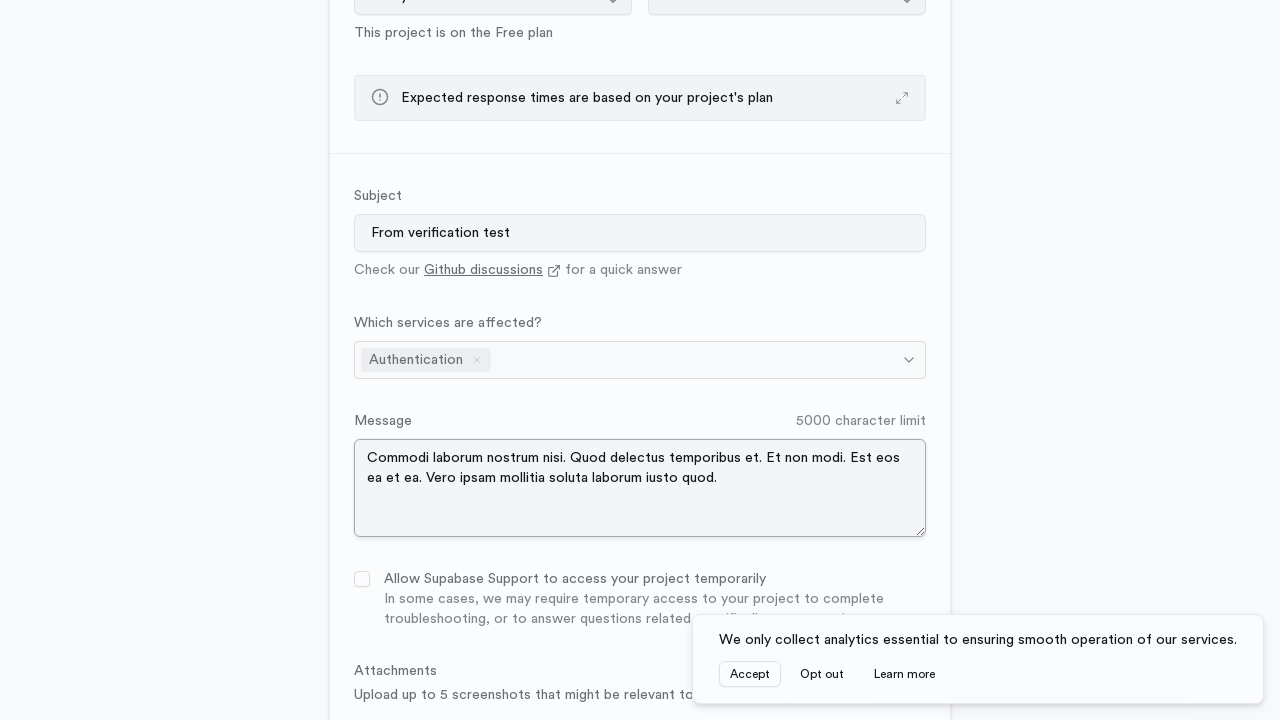 This project is on the Free plan
Expected response times are based on your project's plan
Subject
From verification test
Check our Github discussions for a quick answer
Which services are affected?
Authentication
Message
5000 character limit
Commodi laborum nostrum nisi. Quod delectus temporibus et. Et non modi. Est eos
ea et ea. Vero ipsam mollitia soluta laborum iusto quod.
Allow Supabase Support to access your project temporarily
In some cases, we may require temporary access to your project to complete
troubleshooting, or to answer questions related
We only collect analytics essential to ensuring smooth operation of our services.
Accept
Opt out
Learn more
Attachments
Upload up to 5 screenshots that might be relevant to